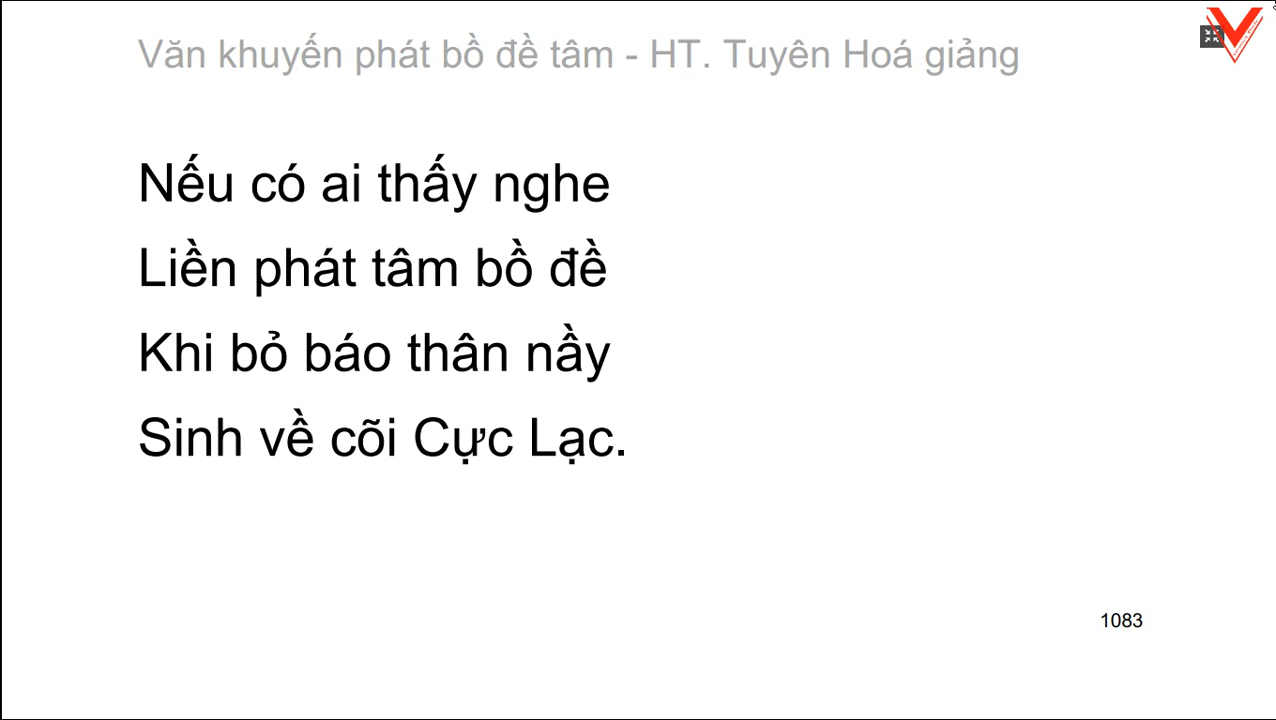 Văn khuyến phát bồ đề tâm - HT. Tuyên Hoá giảng
Nếu có ai thấy nghe
Liền phát tâm bồ đề
Khi bỏ báo thân nầy
Sinh về cõi Cực Lạc.
1083